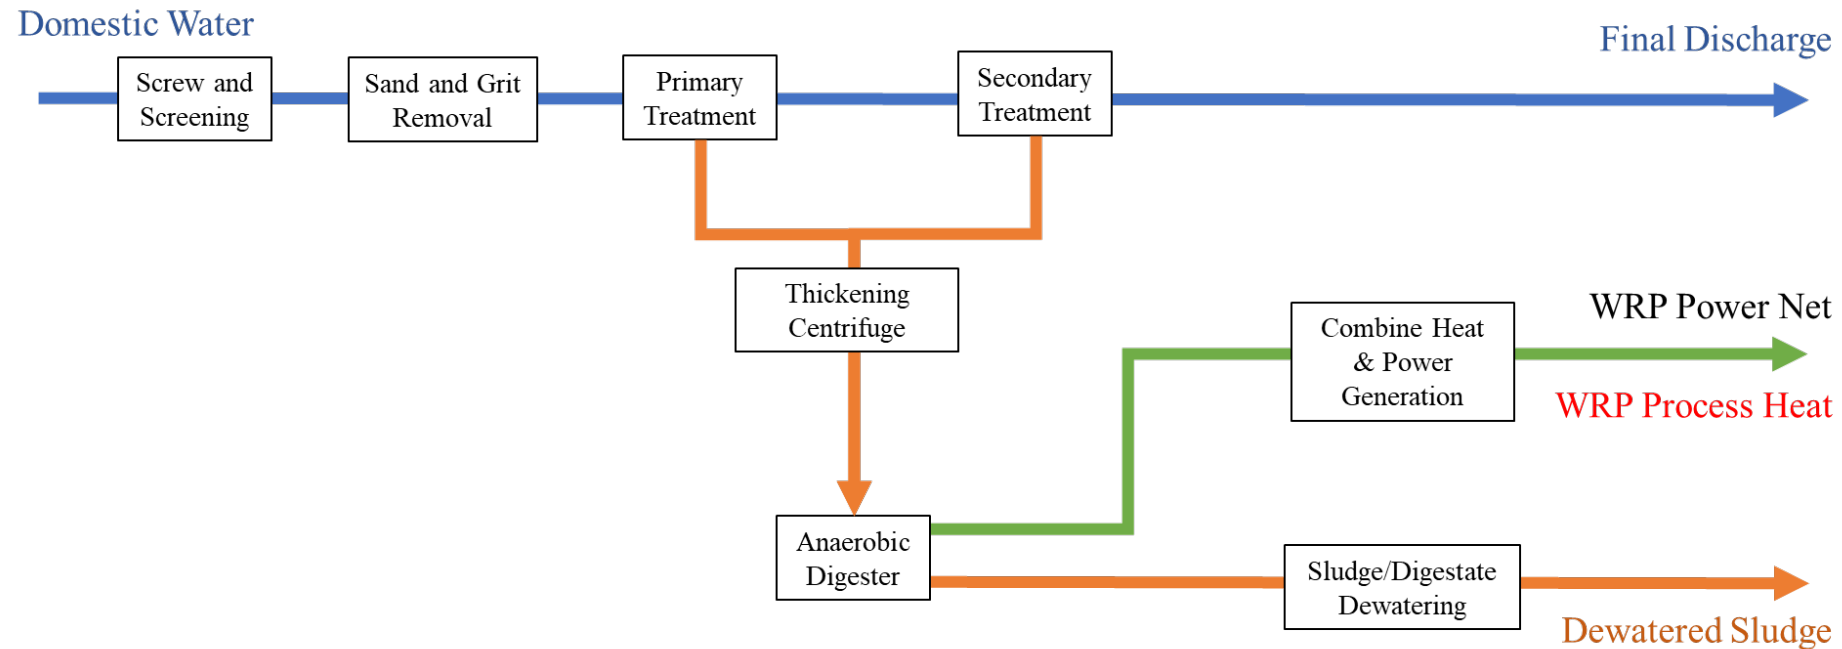 Domestic Water
Final Discharge
Screw and
Screening
Sand and Grit
Removal
Primary
Treatment
Secondary
Treatment
Thickening
Centrifuge
Combine Heat
& Power
Generation
WRP Power Net
WRP Process Heat
Anaerobic
Digester
Sludge/Digestate
Dewatering
Dewatered Sludge